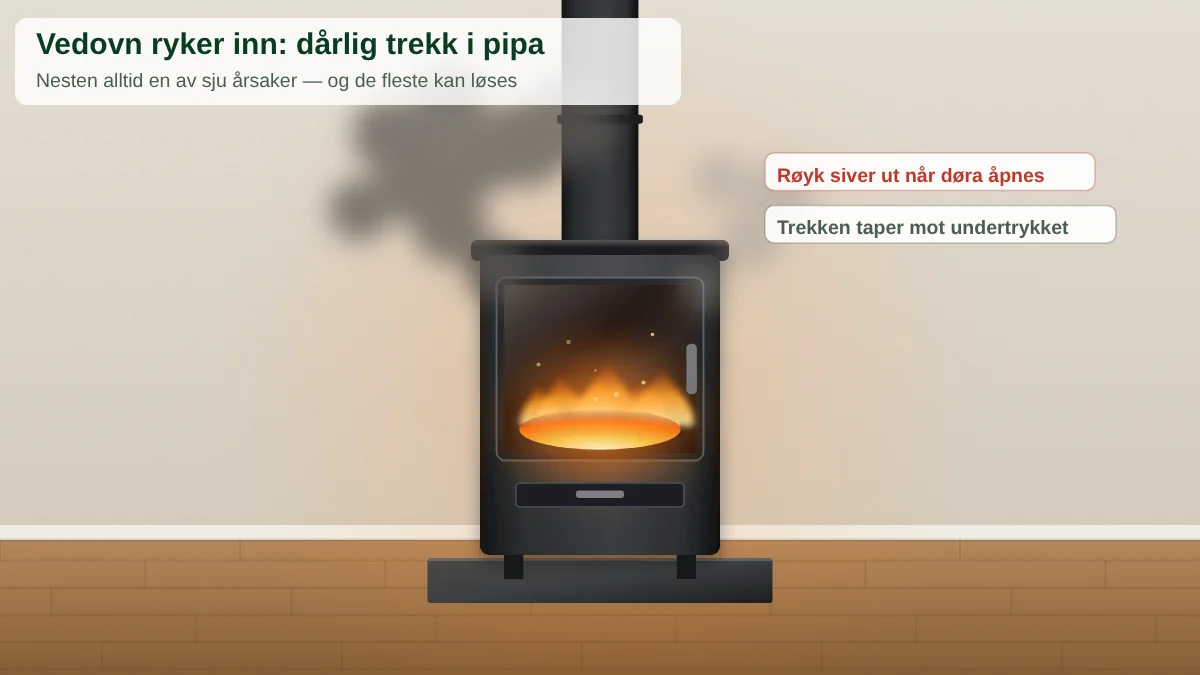 Vedovn ryker inn: dårlig trekk i pipa
Nesten alltid en av sju årsaker — og de fleste kan løses
Røyk siver ut når døra åpnes
Trekken taper mot undertrykket